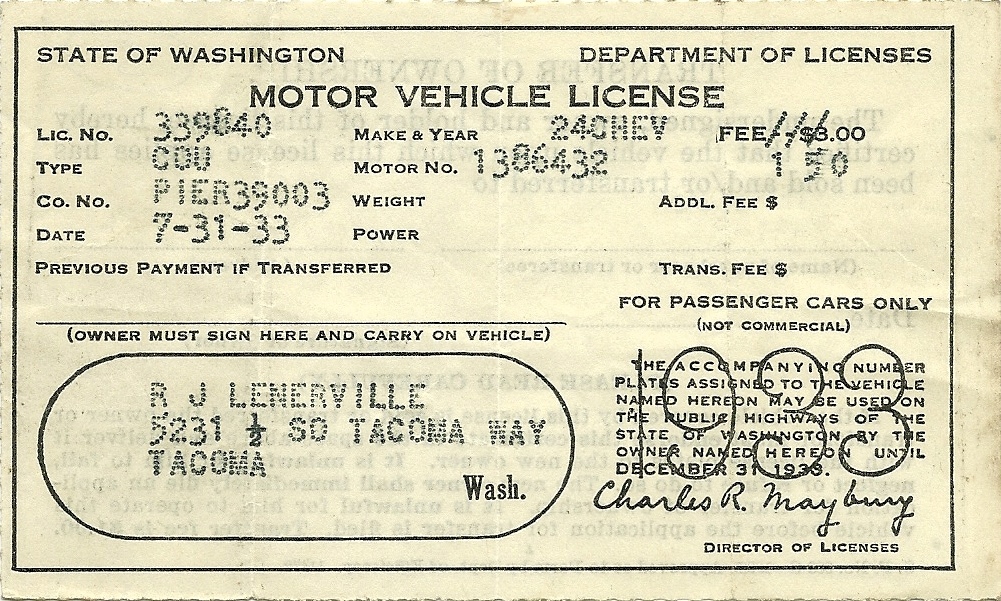 STATE OF WASHINGTON DEPARTMENT OF LICENSES
MOTOR VEHICLE LICENSE
LIC. NO. 339840 MAKE & YEAR 240HEV FEE $3.00
TYPE COU MOTOR NO. 1386432 1 50
CO. NO. PIER39003 WEIGHT ADDL. FEE $
DATE 7-31-33 POWER
PREVIOUS PAYMENT IF TRANSFERRED TRANS. FEE $
FOR PASSENGER CARS ONLY
(NOT COMMERCIAL)
(OWNER MUST SIGN HERE AND CARRY ON VEHICLE)
R J LEMERVILLE
5231 ½ SO TACOMA WAY
TACOMA
Wash.
THE ACCOMPANYING NUMBER
PLATES ASSIGNED TO THE VEHICLE
NAMED HEREON MAY BE USED ON
THE PUBLIC HIGHWAYS OF THE
STATE OF WASHINGTON BY THE
OWNER NAMED HEREON UNTIL
DECEMBER 31 1933.
Charles R. Maybury
DIRECTOR OF LICENSES